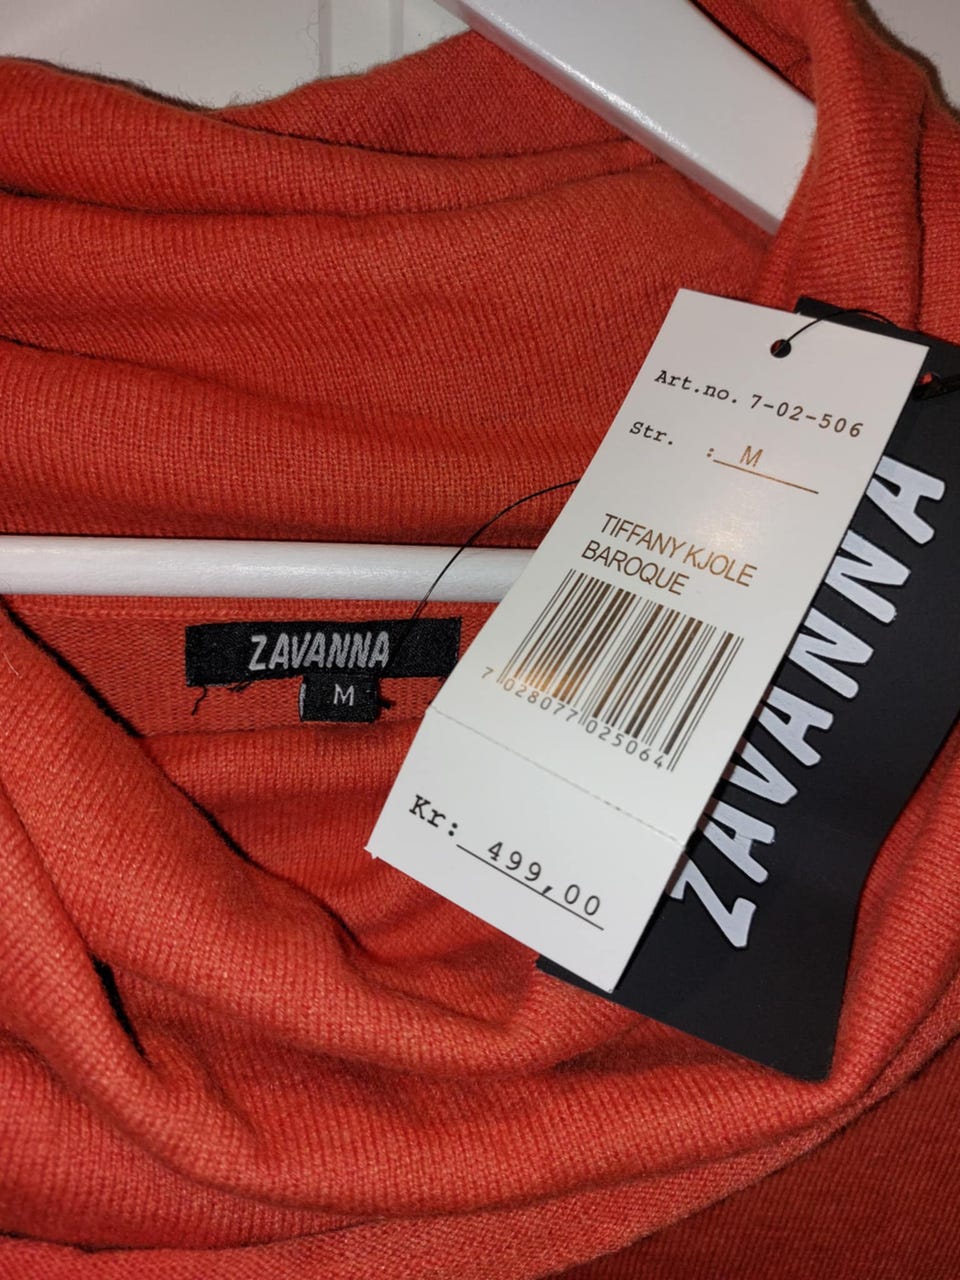 Art.no. 7-02-506
Str. : M
TIFFANY KJOLE
BAROQUE
7 028077 025064
Kr: 499,00
ZAVANNA
ZAVANNA
M